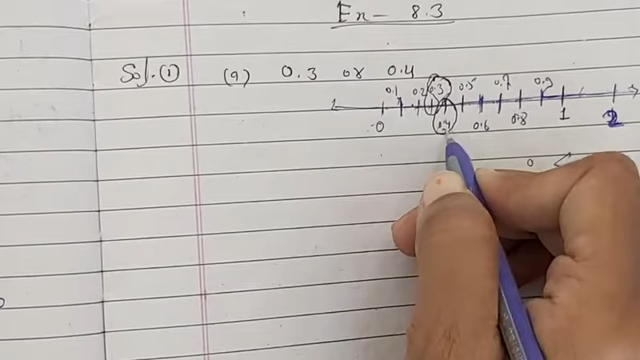 Ex - 8.3
Sol. (1) (a) 0.3 or 0.4
0.1 0.2 0.3 0.5 0.7 0.9
0 0.4 0.6 0.8 1 2
0 <